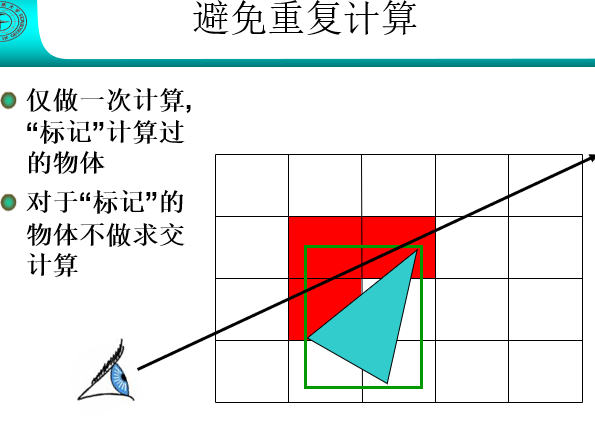 避免重复计算
仅做一次计算,
“标记”计算过
的物体
对于“标记”的
物体不做求交
计算